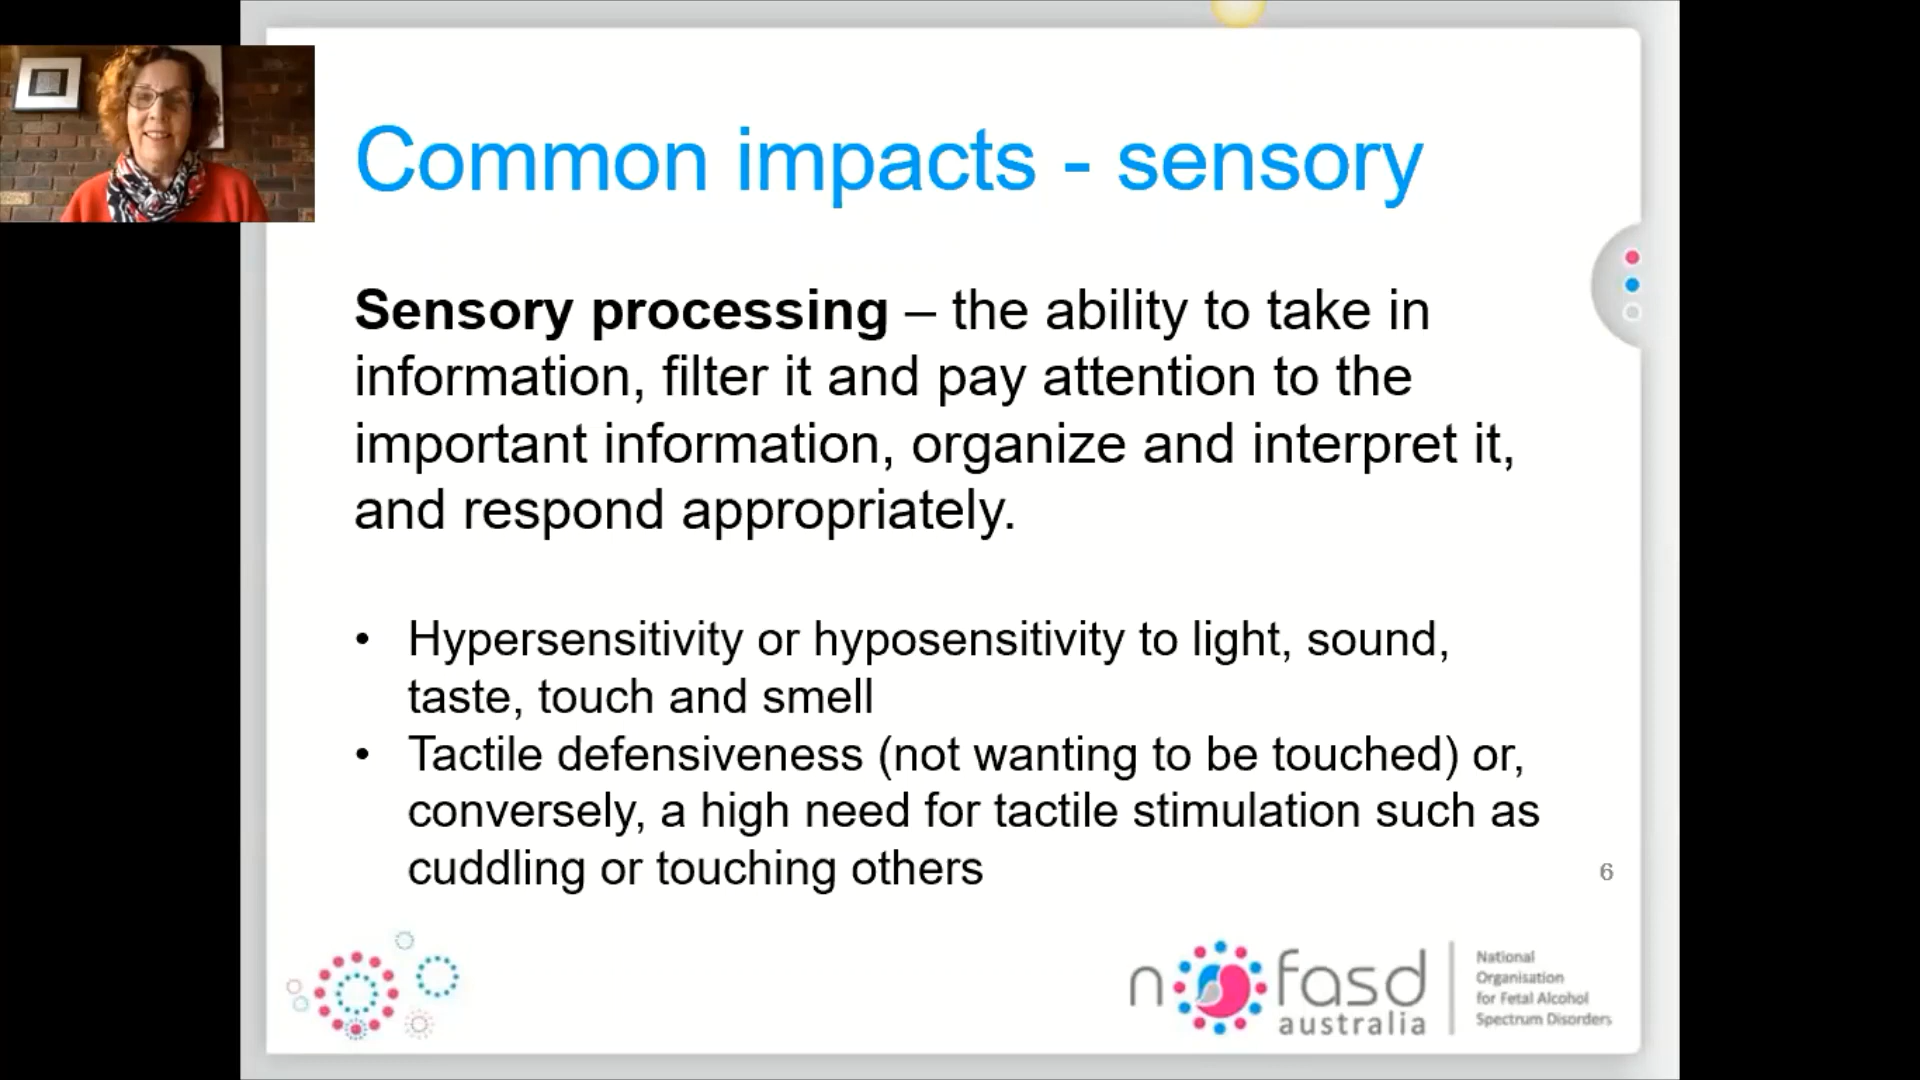 Common impacts - sensory
Sensory processing – the ability to take in
information, filter it and pay attention to the
important information, organize and interpret it,
and respond appropriately.
• Hypersensitivity or hyposensitivity to light, sound,
taste, touch and smell
• Tactile defensiveness (not wanting to be touched) or,
conversely, a high need for tactile stimulation such as
cuddling or touching others
6
nofasd
australia
National
Organisation
for Fetal Alcohol
Spectrum Disorders